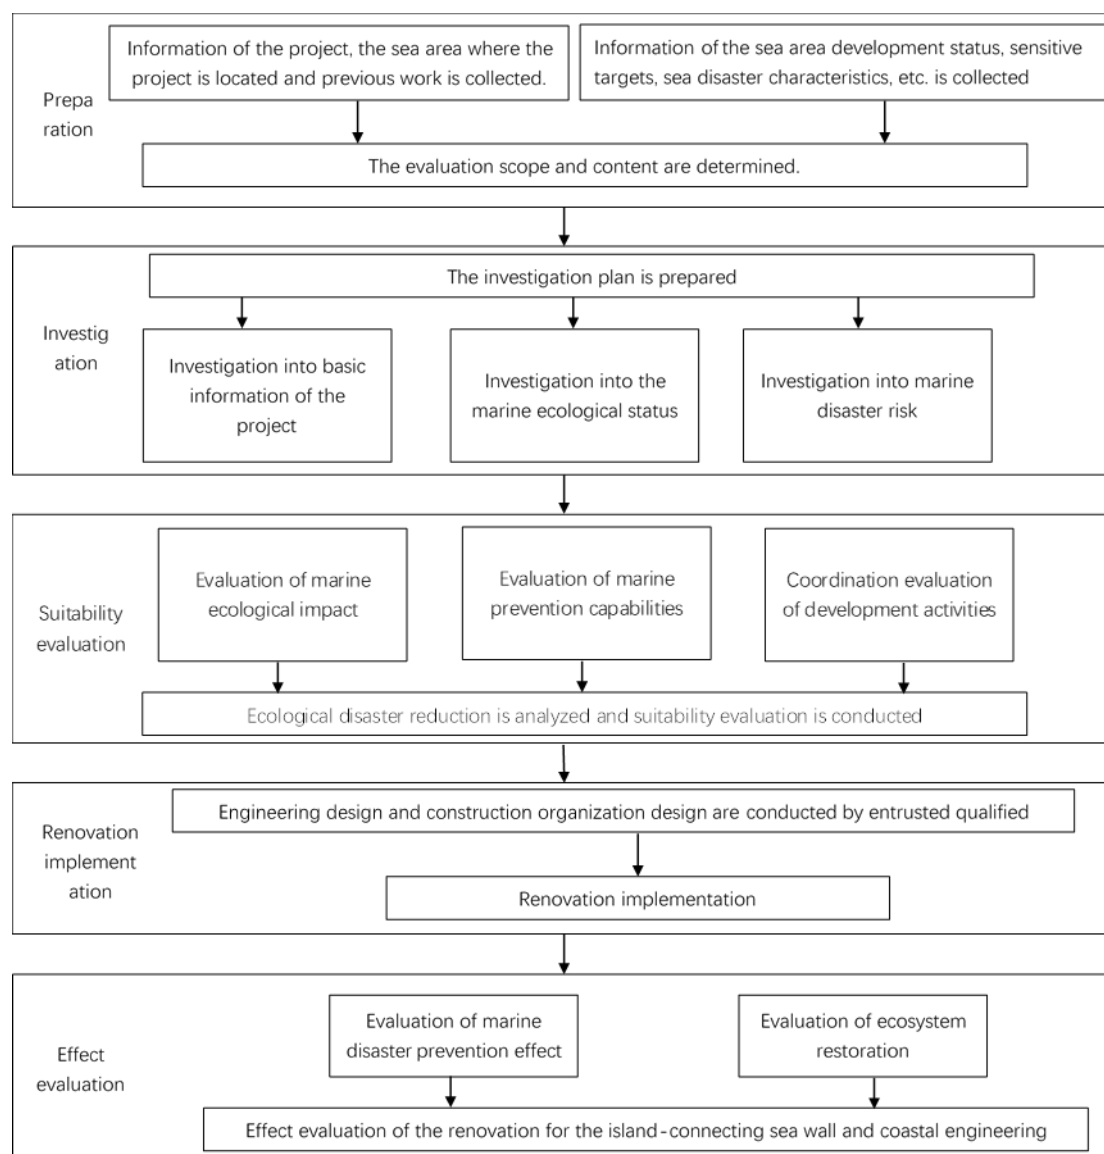 Prepa
ration
Information of the project, the sea area where the
project is located and previous work is collected.
Information of the sea area development status, sensitive
targets, sea disaster characteristics, etc. is collected
The evaluation scope and content are determined.
Investig
ation
The investigation plan is prepared
Investigation into basic
information of the
project
Investigation into the
marine ecological status
Investigation into marine
disaster risk
Suitability
evaluation
Evaluation of marine
ecological impact
Evaluation of marine
prevention capabilities
Coordination evaluation
of development activities
Ecological disaster reduction is analyzed and suitability evaluation is conducted
Renovation
implement
ation
Engineering design and construction organization design are conducted by entrusted qualified
Renovation implementation
Effect
evaluation
Evaluation of marine
disaster prevention effect
Evaluation of ecosystem
restoration
Effect evaluation of the renovation for the island-connecting sea wall and coastal engineering